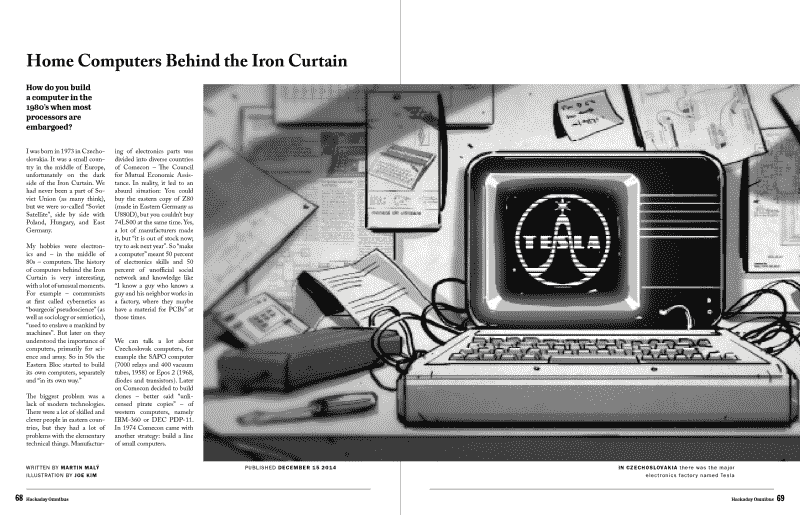 Home Computers Behind the Iron Curtain
How do you build
a computer in the
1980's when most
processors are
embargoed?
I was born in 1973 in Czecho-
slovakia. It was a small coun-
try in the middle of Europe,
unfortunately on the dark
side of the Iron Curtain. We
had never been a part of So-
viet Union (as many think),
but we were so-called "Soviet
Satellite", side by side with
Poland, Hungary, and East
Germany.
My hobbies were electron-
ics and – in the middle of
80s – computers. The history
of computers behind the Iron
Curtain is very interesting,
with a lot of unusual moments.
For example – communists
at first called cybernetics as
"bourgeois' pseudoscience" (as
well as sociology or semiotics),
"used to enslave a mankind by
machines". But later on they
understood the importance of
computers, primarily for sci-
ence and army. So in 50s the
Eastern Bloc started to build
its own computers, separately
and "in its own way."
The biggest problem was a
lack of modern technologies.
There were a lot of skilled and
clever people in eastern coun-
tries, but they had a lot of
problems with the elementary
technical things. Manufactur-
ing of electronics parts was
divided into diverse countries
of Comecon – The Council
for Mutual Economic Assis-
tance. In reality, it led to an
absurd situation: You could
buy the eastern copy of Z80
(made in Eastern Germany as
U880D), but you couldn't buy
74LS00 at the same time. Yes,
a lot of manufacturers made
it, but "it is out of stock now;
try to ask next year". So "make
a computer" meant 50 percent
of electronics skills and 50
percent of unofficial social
network and knowledge like
"I know a guy who knows a
guy and his neighbor works in
a factory, where they maybe
have a material for PCBs" at
those times.
We can talk a lot about
Czechoslovak computers, for
example the SAPO computer
(7000 relays and 400 vacuum
tubes, 1958) or Epos 2 (1968,
diodes and transistors). Later
on Comecon decided to build
clones – better said "unli-
censed pirate copies" – of
western computers, namely
IBM-360 or DEC PDP-11.
In 1974 Comecon came with
another strategy: build a line
of small computers.
TESLA
WRITTEN BY MARTIN MALÝ
ILLUSTRATION BY JOE KIM
PUBLISHED DECEMBER 15 2014
IN CZECHOSLOVAKIA there was the major
electronics factory named Tesla
68 Hackaday Omnibus
Hackaday Omnibus 69